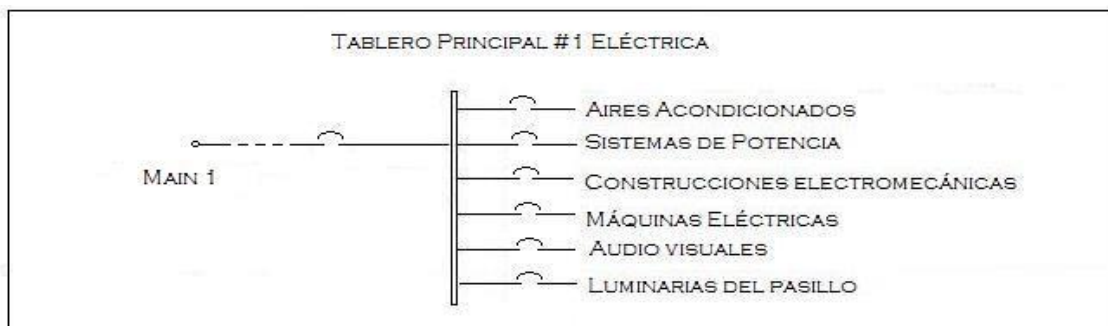 TABLERO PRINCIPAL #1 ELÉCTRICA
AIRES ACONDICIONADOS
SISTEMAS DE POTENCIA
MAIN 1
CONSTRUCCIONES ELECTROMECÁNICAS
MÁQUINAS ELÉCTRICAS
AUDIO VISUALES
LUMINARIAS DEL PASILLO